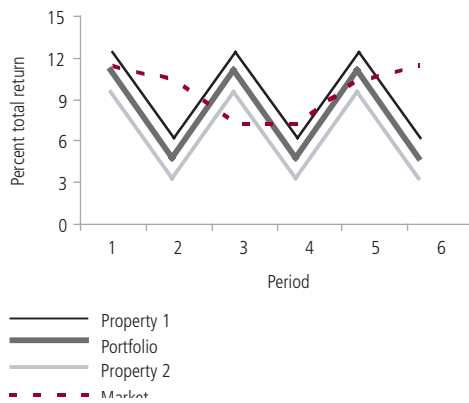 15
12
9
6
3
0
Percent total return
1 2 3 4 5 6
Period
Property 1
Portfolio
Property 2
Market